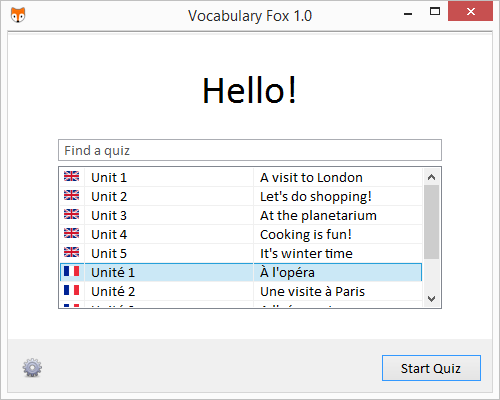 Vocabulary Fox 1.0
Hello!
Find a quiz
Unit 1 A visit to London
Unit 2 Let's do shopping!
Unit 3 At the planetarium
Unit 4 Cooking is fun!
Unit 5 It's winter time
Unité 1 À l'opéra
Unité 2 Une visite à Paris
Start Quiz